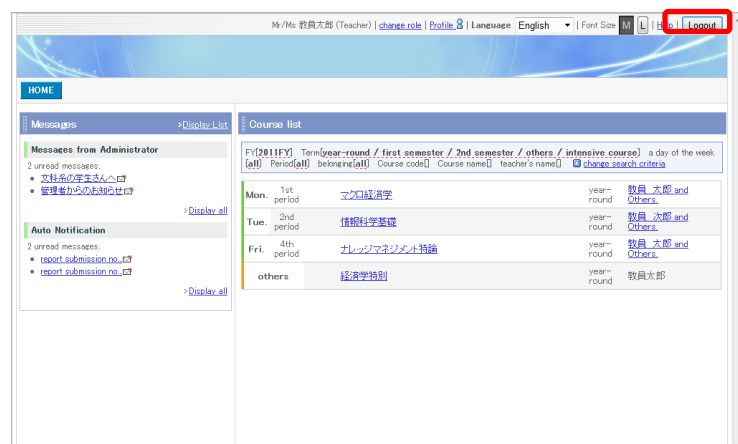 Mr/Ms 教員太郎 (Teacher) | change role | Profile | Language English | Font Size M L | Help | Logout
HOME
Messages >Display List
Messages from Administrator
2 unread messages.
文科系の学生さんへ
管理者からのお知らせ
>Display all
Auto Notification
2 unread messages.
report submission no..
report submission no..
>Display all
Course list
FY[2011FY] Term[year-round / first semester / 2nd semester / others / intensive course] a day of the week
[all] Period[all] belonging[all] Course code[] Course name[] teacher's name[] change search criteria
Mon. 1st period マクロ経済学 year-round 教員 太郎 and Others.
Tue. 2nd period 情報科学基礎 year-round 教員 次郎 and Others.
Fri. 4th period ナレッジマネジメント特論 year-round 教員 太郎 and Others.
others 経済学特別 year-round 教員太郎